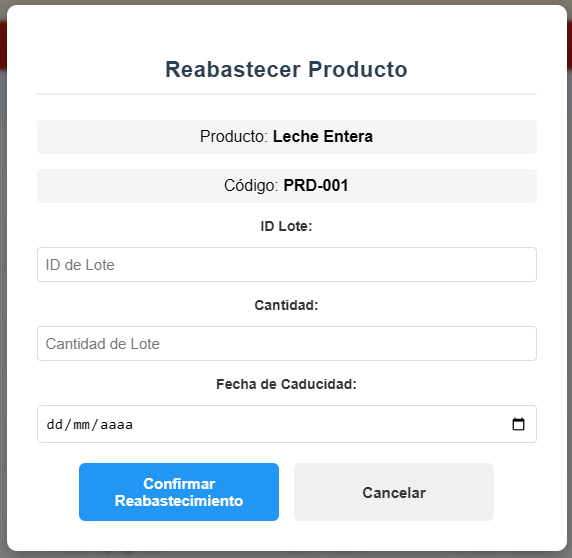 Reabastecer Producto
Producto: Leche Entera
Código: PRD-001
ID Lote:
ID de Lote
Cantidad:
Cantidad de Lote
Fecha de Caducidad:
dd/mm/aaaa
Confirmar
Reabastecimiento
Cancelar